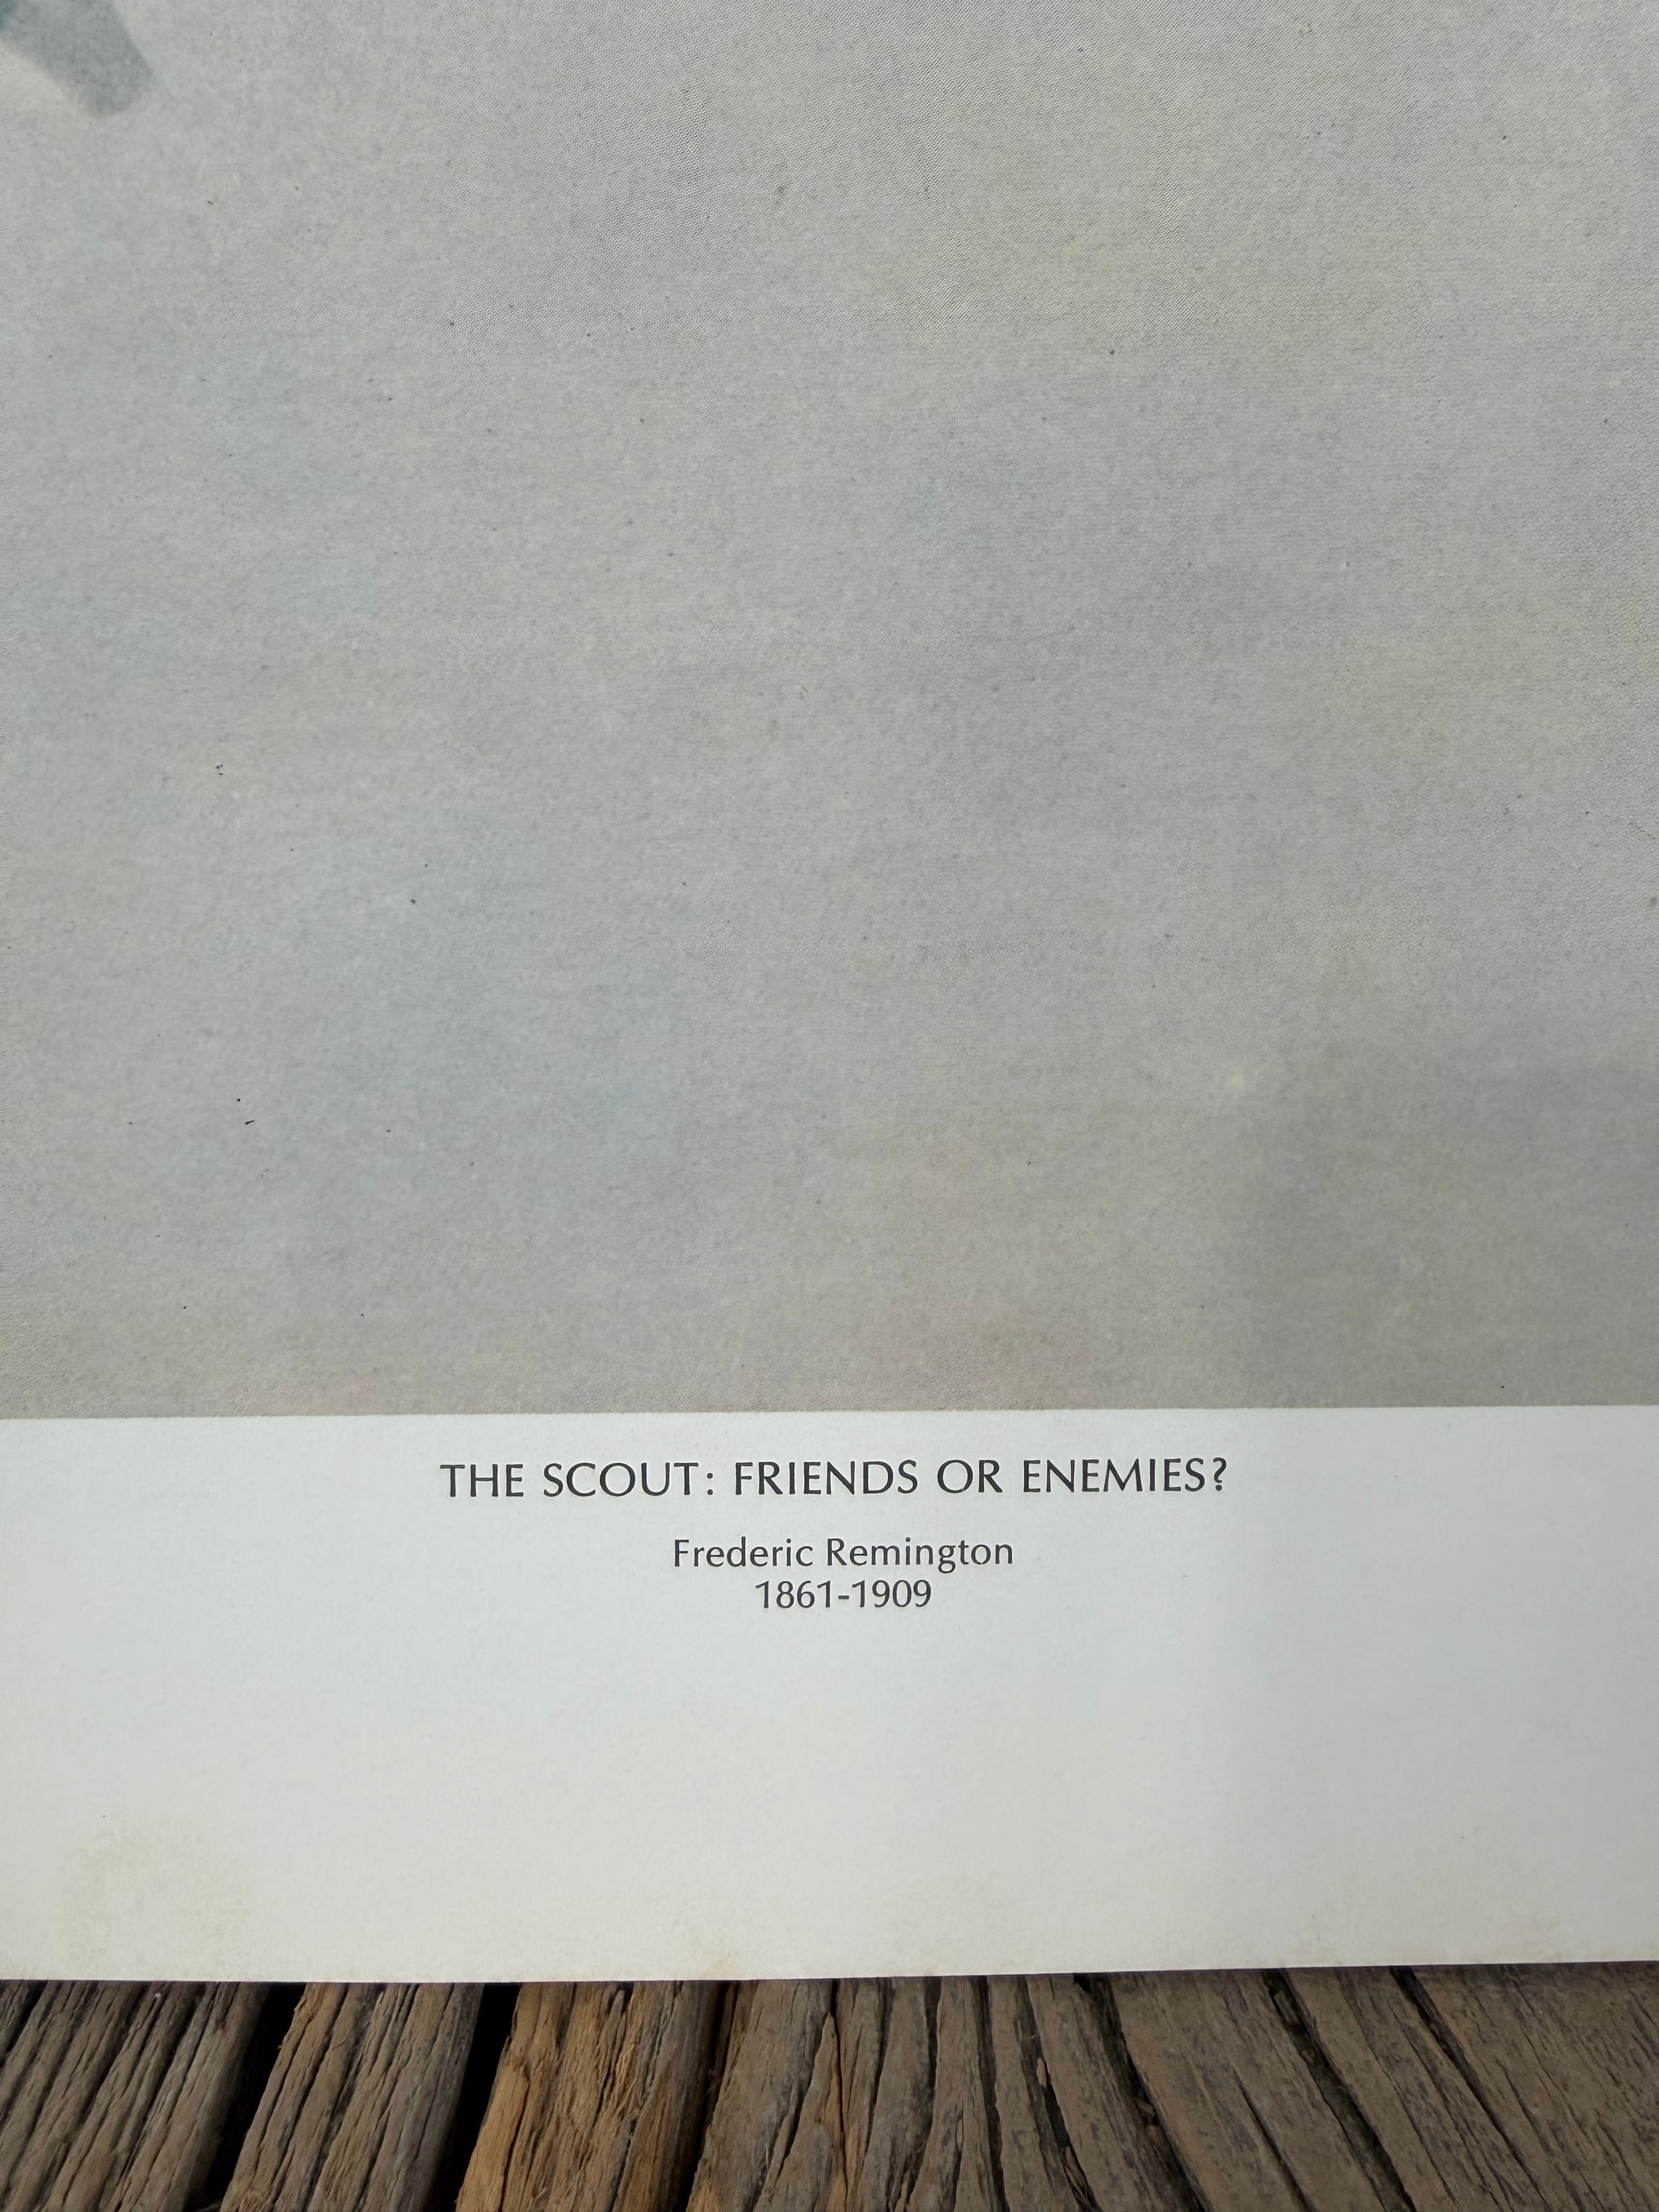 THE SCOUT: FRIENDS OR ENEMIES?
Frederic Remington
1861-1909